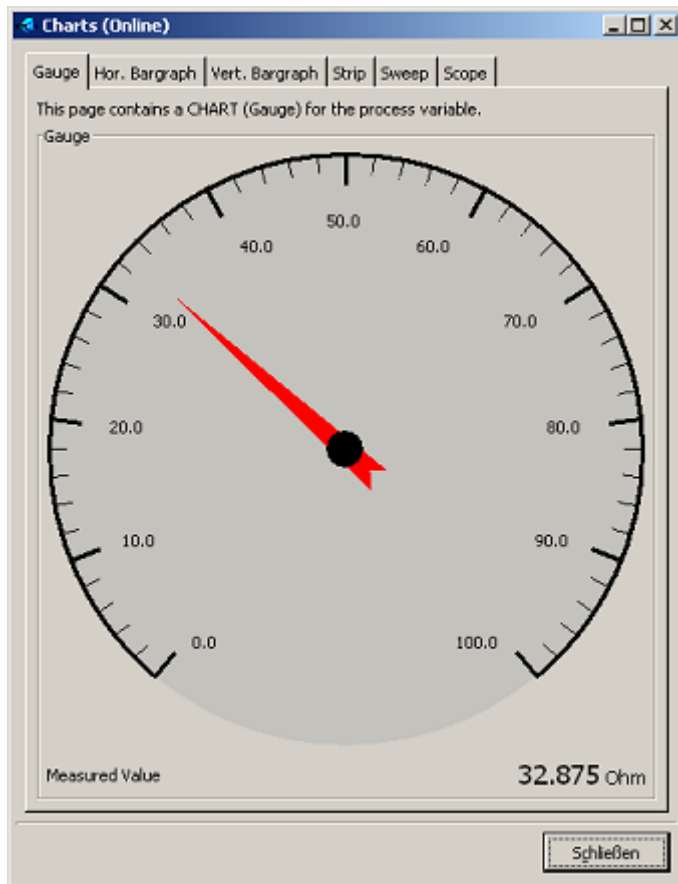 Charts (Online)
Gauge Hor. Bargraph Vert. Bargraph Strip Sweep Scope
This page contains a CHART (Gauge) for the process variable.
Gauge
50.0
40.0 60.0
30.0 70.0
20.0 80.0
10.0 90.0
0.0 100.0
Measured Value 32.875 Ohm
Schließen